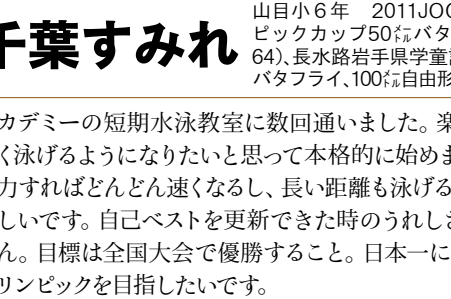 千葉すみれ
山目小6年 2011JOC
ピックカップ50㍍バタ
64)、長水路岩手県学童記
バタフライ、100㍍自由形
カデミーの短期水泳教室に数回通いました。楽
く泳げるようになりたいと思って本格的に始めま
力すればどんどん速くなるし、長い距離も泳げる
しいです。自己ベストを更新できた時のうれしさ
ん。目標は全国大会で優勝すること。日本一に
リンピックを目指したいです。